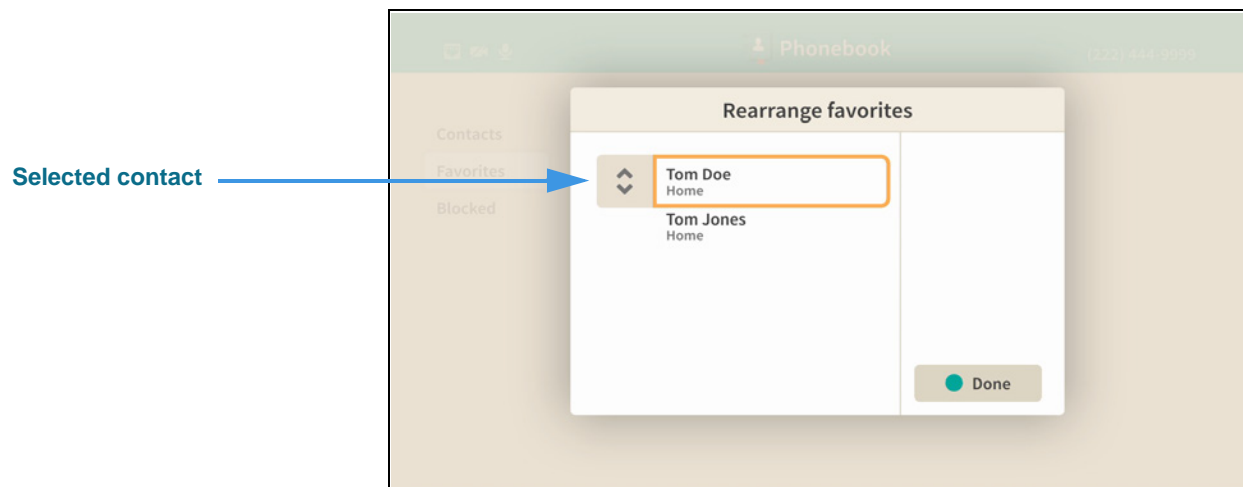 Phonebook
(222) 444-9999
Rearrange favorites
Contacts
Selected contact
Favorites
Tom Doe
Home
Blocked
Tom Jones
Home
Done